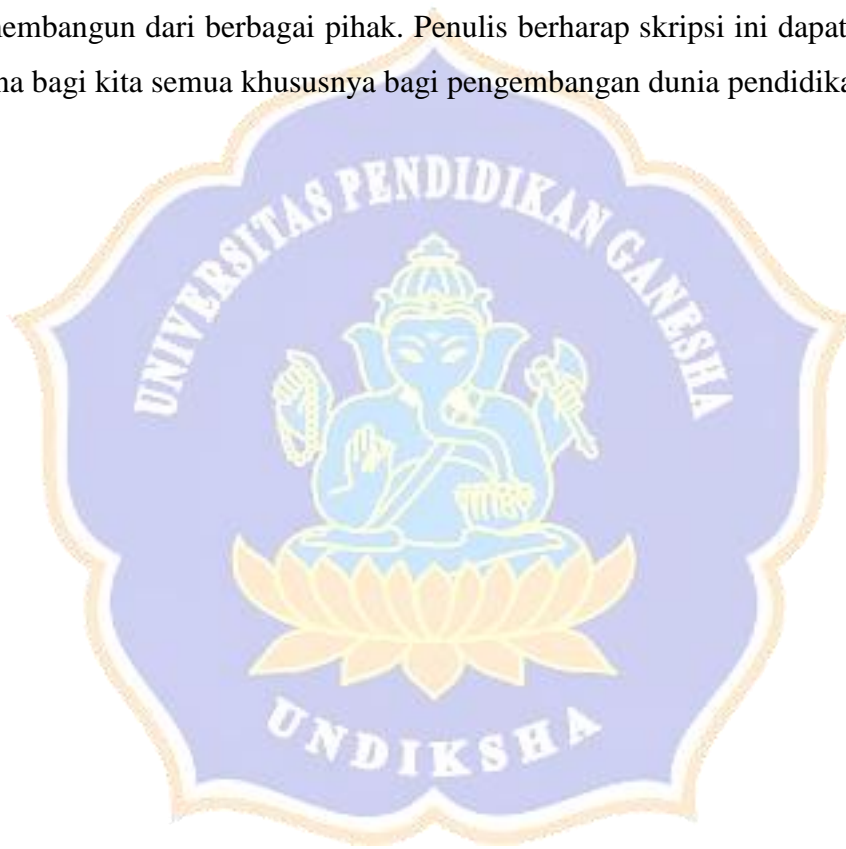 membangun dari berbagai pihak. Penulis berharap skripsi ini dapat
na bagi kita semua khususnya bagi pengembangan dunia pendidika
UNIVERSITAS PENDIDIKAN GANESHA
UNDIKSHA